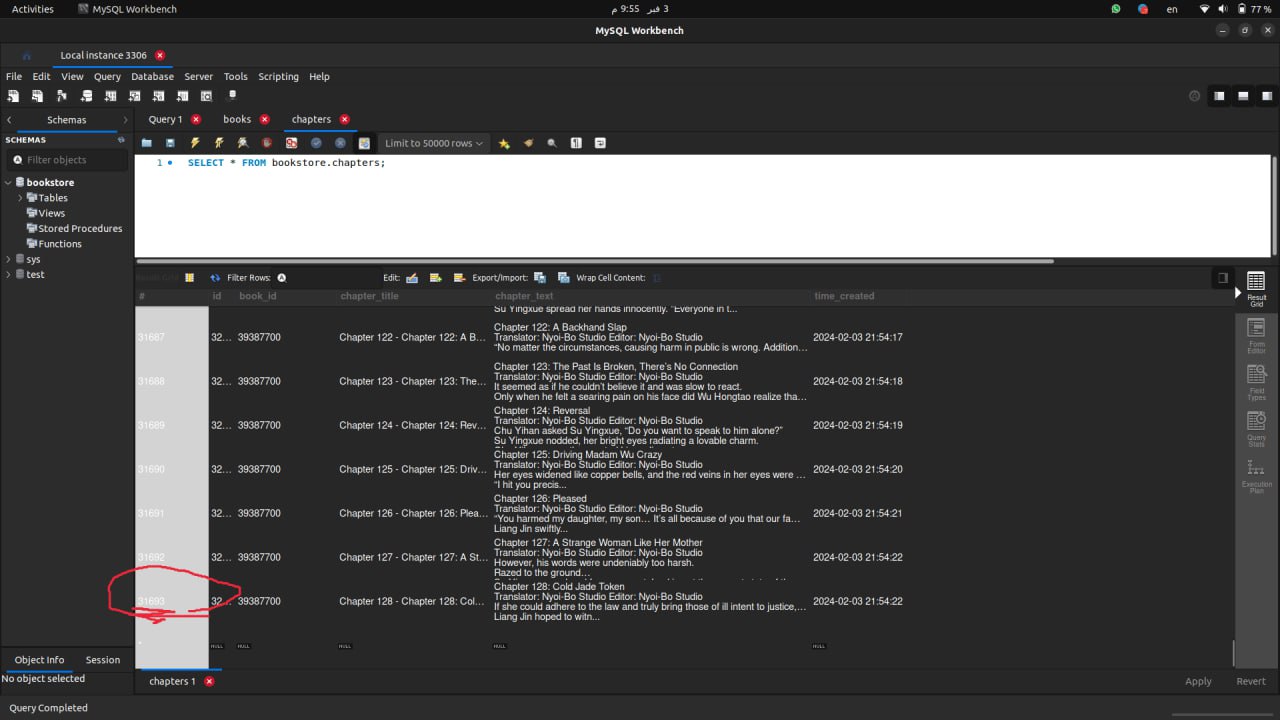 Activities MySQL Workbench 3 فبر 9:55 م en 77 %
MySQL Workbench
Local instance 3306
File Edit View Query Database Server Tools Scripting Help
Schemas Query 1 books chapters
SCHEMAS Limit to 50000 rows
Filter objects 1 SELECT * FROM bookstore.chapters;
bookstore
Tables
Views
Stored Procedures
Functions
sys
test
Filter Rows: Edit: Export/Import: Wrap Cell Content:
# id book_id chapter_title chapter_text time_created
Su Yingxue spread her hands innocently. “Everyone in t...
Chapter 122: A Backhand Slap
31687 32... 39387700 Chapter 122 - Chapter 122: A B... Translator: Nyoi-Bo Studio Editor: Nyoi-Bo Studio 2024-02-03 21:54:17
“No matter the circumstances, causing harm in public is wrong. Addition...
Chapter 123: The Past Is Broken, There’s No Connection
Translator: Nyoi-Bo Studio Editor: Nyoi-Bo Studio
31688 32... 39387700 Chapter 123 - Chapter 123: The... It seemed as if he couldn’t believe it and was slow to react. 2024-02-03 21:54:18
Only when he felt a searing pain on his face did Wu Hongtao realize tha...
Chapter 124: Reversal
Translator: Nyoi-Bo Studio Editor: Nyoi-Bo Studio
31689 32... 39387700 Chapter 124 - Chapter 124: Rev... Chu Yihan asked Su Yingxue, “Do you want to speak to him alone?” 2024-02-03 21:54:19
Su Yingxue nodded, her bright eyes radiating a lovable charm.
Chapter 125: Driving Madam Wu Crazy
Translator: Nyoi-Bo Studio Editor: Nyoi-Bo Studio
31690 32... 39387700 Chapter 125 - Chapter 125: Driv... Her eyes widened like copper bells, and the red veins in her eyes were ... 2024-02-03 21:54:20
“I hit you precis...
Chapter 126: Pleased
Translator: Nyoi-Bo Studio Editor: Nyoi-Bo Studio
31691 32... 39387700 Chapter 126 - Chapter 126: Plea... “You harmed my daughter, my son… It’s all because of you that our fa... 2024-02-03 21:54:21
Liang Jin swiftly...
Chapter 127: A Strange Woman Like Her Mother
Translator: Nyoi-Bo Studio Editor: Nyoi-Bo Studio
31692 32... 39387700 Chapter 127 - Chapter 127: A St... However, his words were undeniably too harsh. 2024-02-03 21:54:22
Razed to the ground...
Chapter 128: Cold Jade Token
Translator: Nyoi-Bo Studio Editor: Nyoi-Bo Studio
31693 32... 39387700 Chapter 128 - Chapter 128: Col... If she could adhere to the law and truly bring those of ill intent to justice,... 2024-02-03 21:54:22
Liang Jin hoped to witn...
* NULL NULL NULL NULL NULL
Result Grid
Form Editor
Field Types
Query Stats
Execution Plan
Object Info Session
No object selected chapters 1 Apply Revert
Query Completed